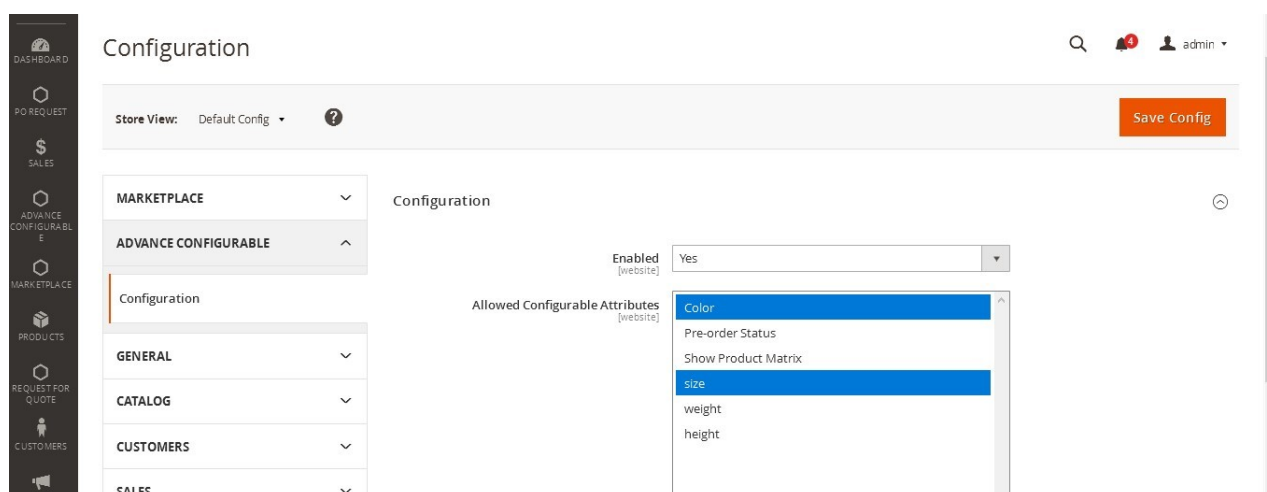 DASHBOARD
PO REQUEST
$
SALES
ADVANCE
CONFIGURABL
E
MARKETPLACE
PRODUCTS
REQUEST FOR
QUOTE
CUSTOMERS
Configuration
4
admin
Store View: Default Config
?
Save Config
MARKETPLACE
ADVANCE CONFIGURABLE
Configuration
GENERAL
CATALOG
CUSTOMERS
SALES
Configuration
Enabled Yes
[website]
Allowed Configurable Attributes
[website]
Color
Pre-order Status
Show Product Matrix
size
weight
height